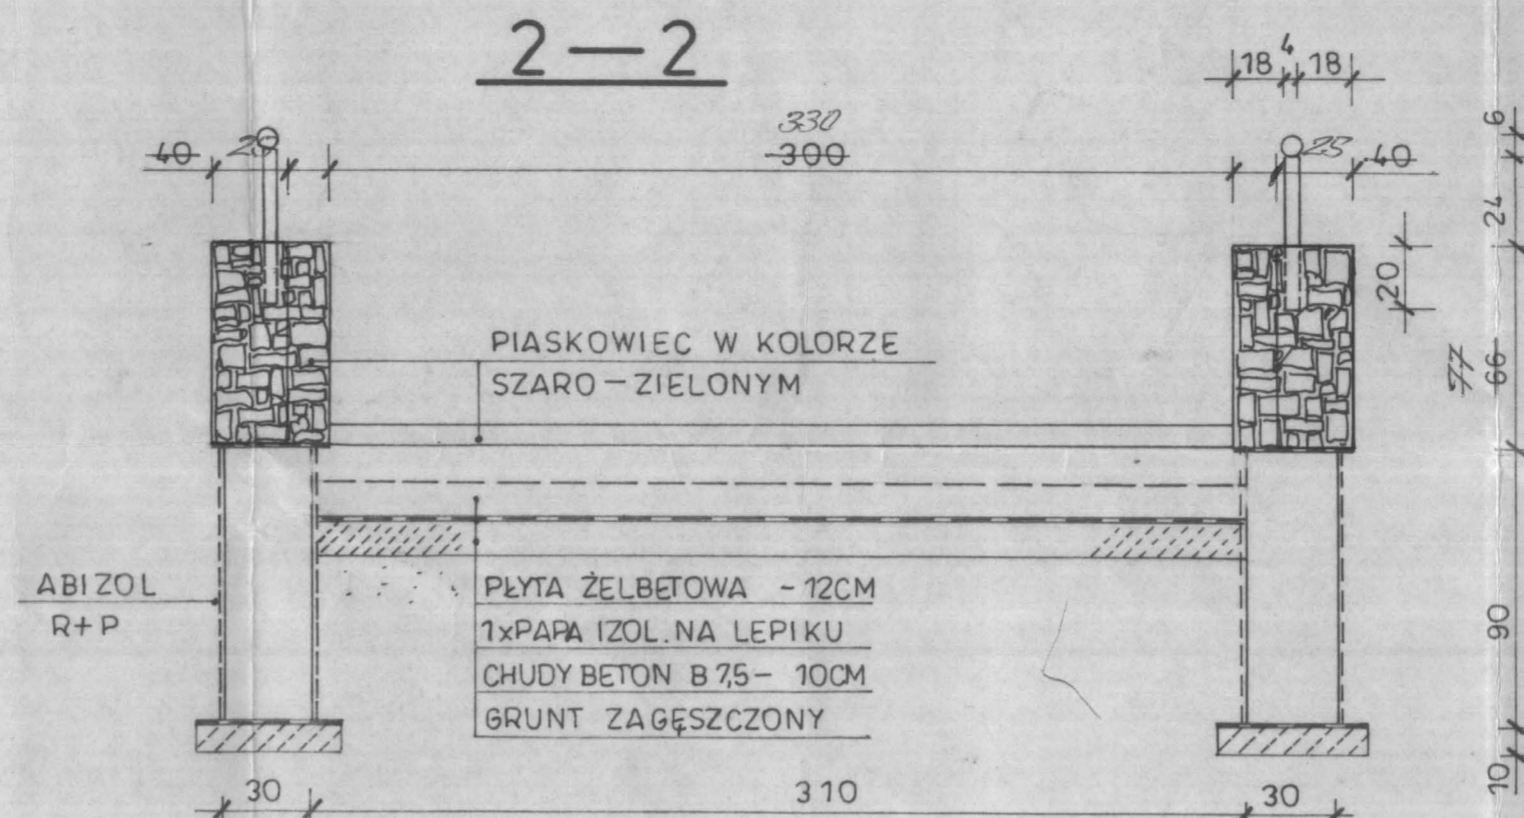 2 — 2
18 4 18
330
40 25 300 25 40
6
24
20
77 66
90
10
PIASKOWIEC W KOLORZE
SZARO-ZIELONYM
ABIZOL
R+P
PŁYTA ŻELBETOWA - 12CM
1xPAPA IZOL. NA LEPIKU
CHUDY BETON B 7,5- 10CM
GRUNT ZAGĘSZCZONY
30 310 30